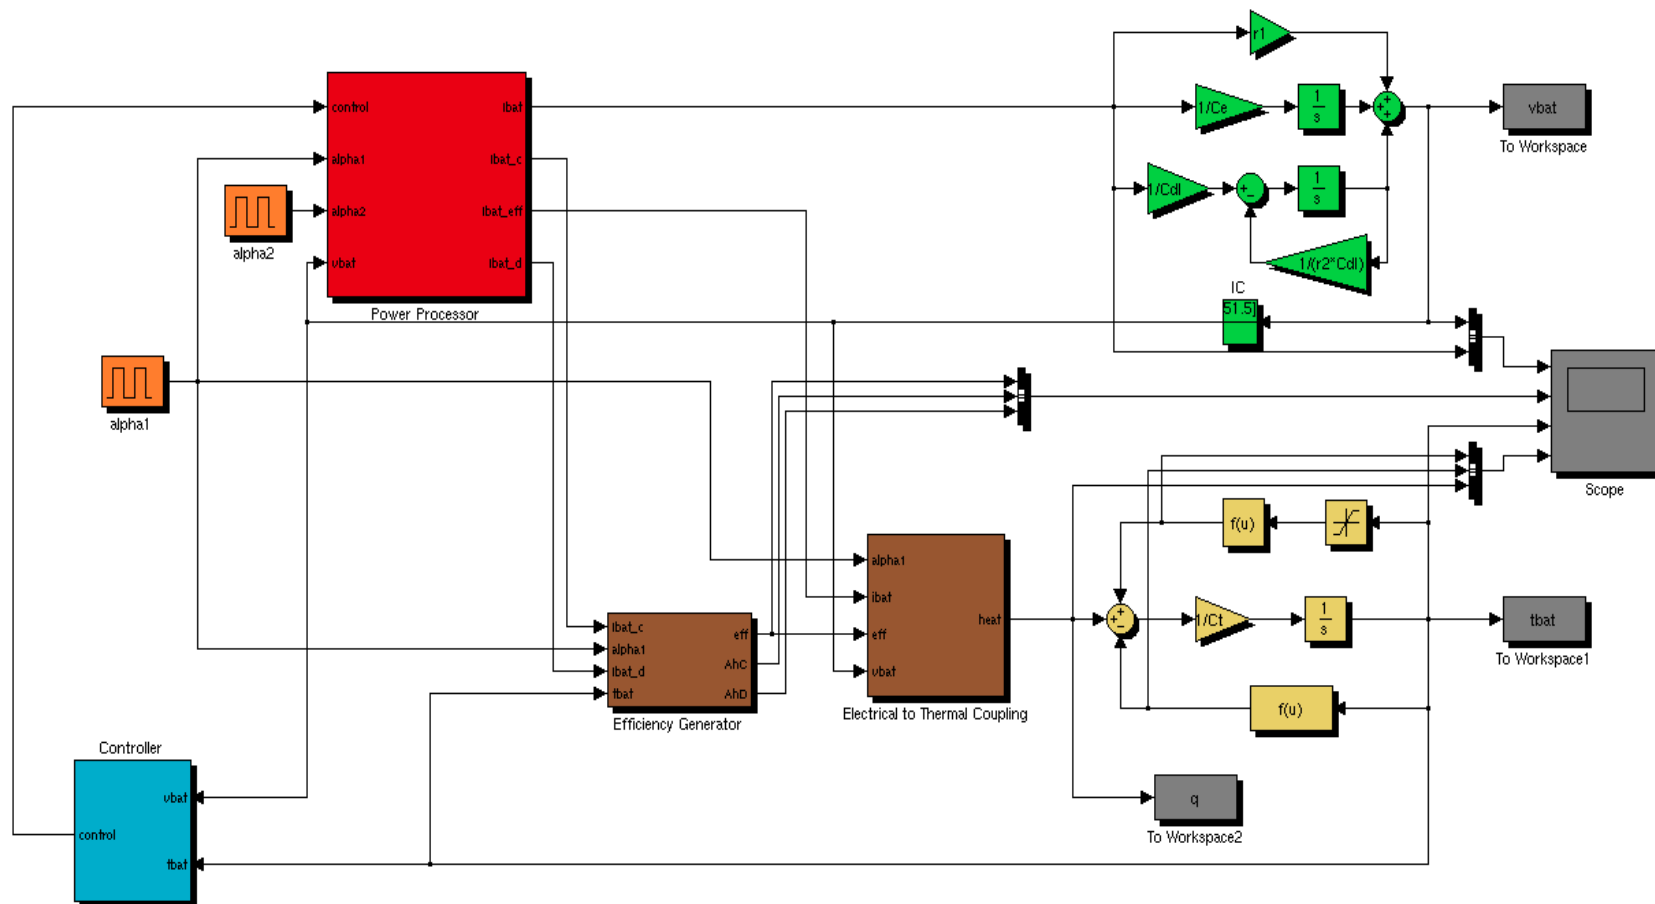 r1
control
ibat
1/Ce
1
s
+
+
+
vbat
To Workspace
alpha1
Ibat_c
1/Cdl
+
−
1
s
alpha2
Ibat_eff
alpha2
vbat
Ibat_d
1/(r2*Cdl)
Power Processor
IC
51.5]
alpha1
Scope
f(u)
alpha1
ibat
heat
eff
vbat
Electrical to Thermal Coupling
+
+
−
1/Ct
1
s
tbat
To Workspace1
Ibat_c
eff
alpha1
AhC
Ibat_d
AhD
tbat
Efficiency Generator
f(u)
Controller
vbat
control
tbat
q
To Workspace2